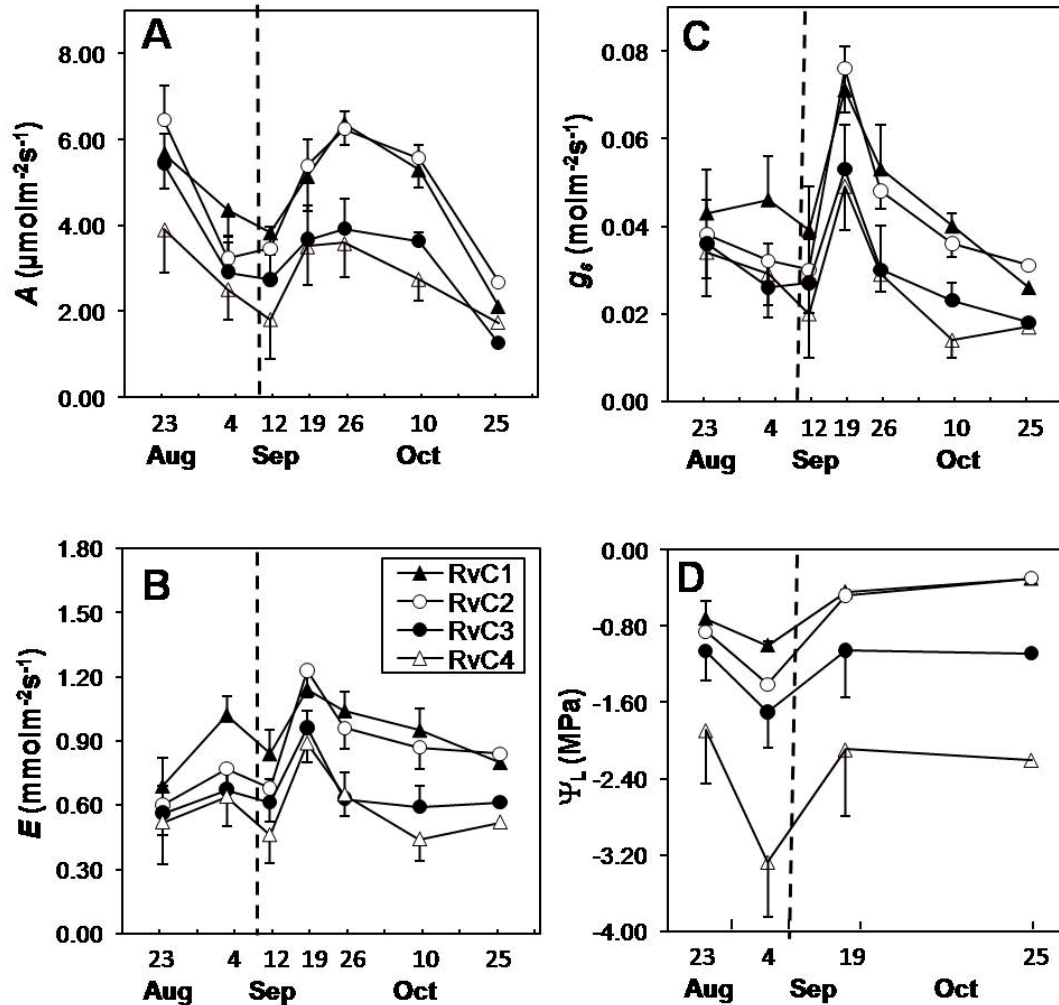 A
8.00
6.00
4.00
2.00
0.00
A (µmolm-2s-1)
23 4 12 19 26 10 25
Aug Sep Oct
C
0.08
0.06
0.04
0.02
0.00
gs (molm-2s-1)
23 4 12 19 26 10 25
Aug Sep Oct
B
1.80
1.50
1.20
0.90
0.60
0.30
0.00
E (mmolm-2s-1)
RvC1
RvC2
RvC3
RvC4
23 4 12 19 26 10 25
Aug Sep Oct
D
0.00
-0.80
-1.60
-2.40
-3.20
-4.00
ΨL (MPa)
23 4 19 25
Aug Sep Oct